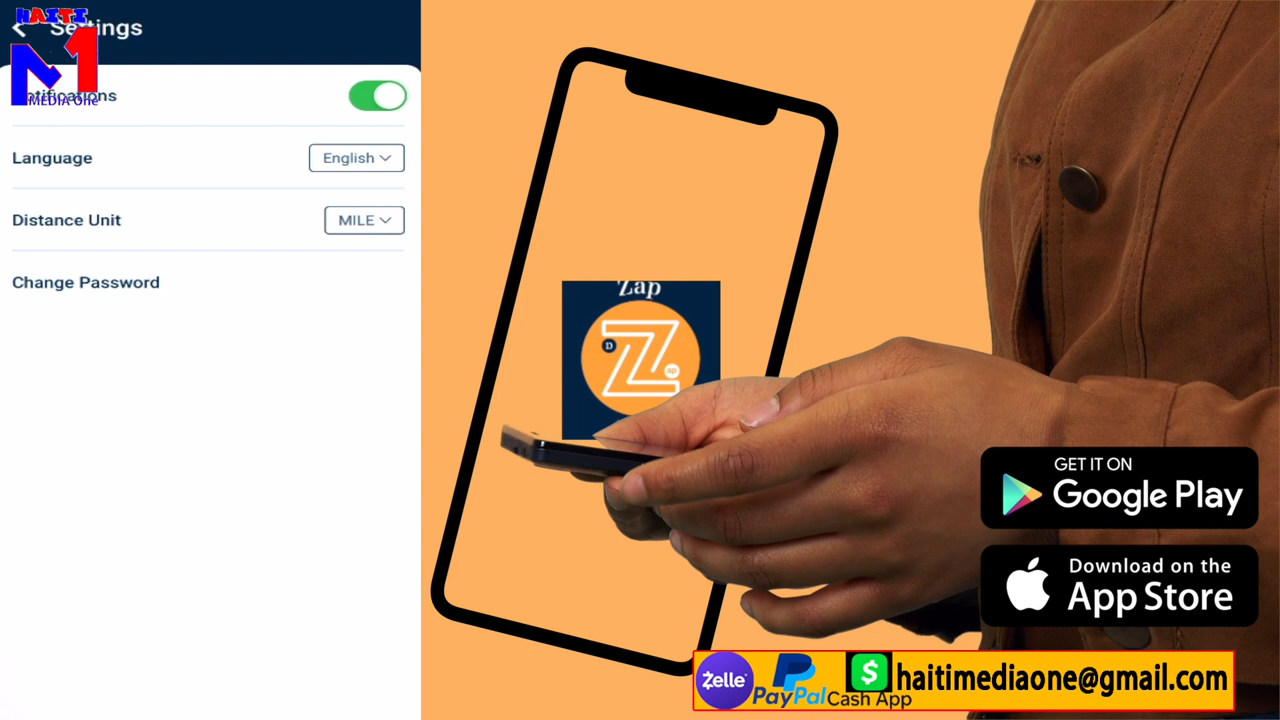 HAITI
Settings
M1
MEDIA One
Notifications
Language
English
Distance Unit
MILE
Change Password
Zap
Z
D
GET IT ON
Google Play
Download on the
App Store
Zelle
PayPal
$
Cash App
haitimediaone@gmail.com